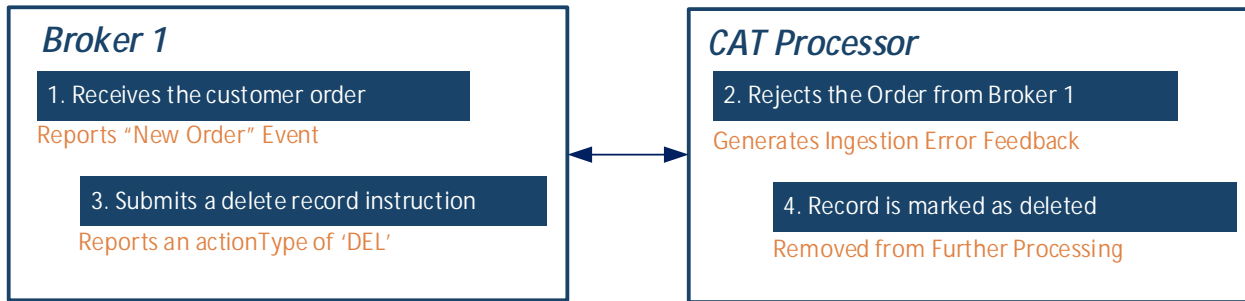 Broker 1
1. Receives the customer order
Reports “New Order” Event
3. Submits a delete record instruction
Reports an actionType of ‘DEL’
CAT Processor
2. Rejects the Order from Broker 1
Generates Ingestion Error Feedback
4. Record is marked as deleted
Removed from Further Processing